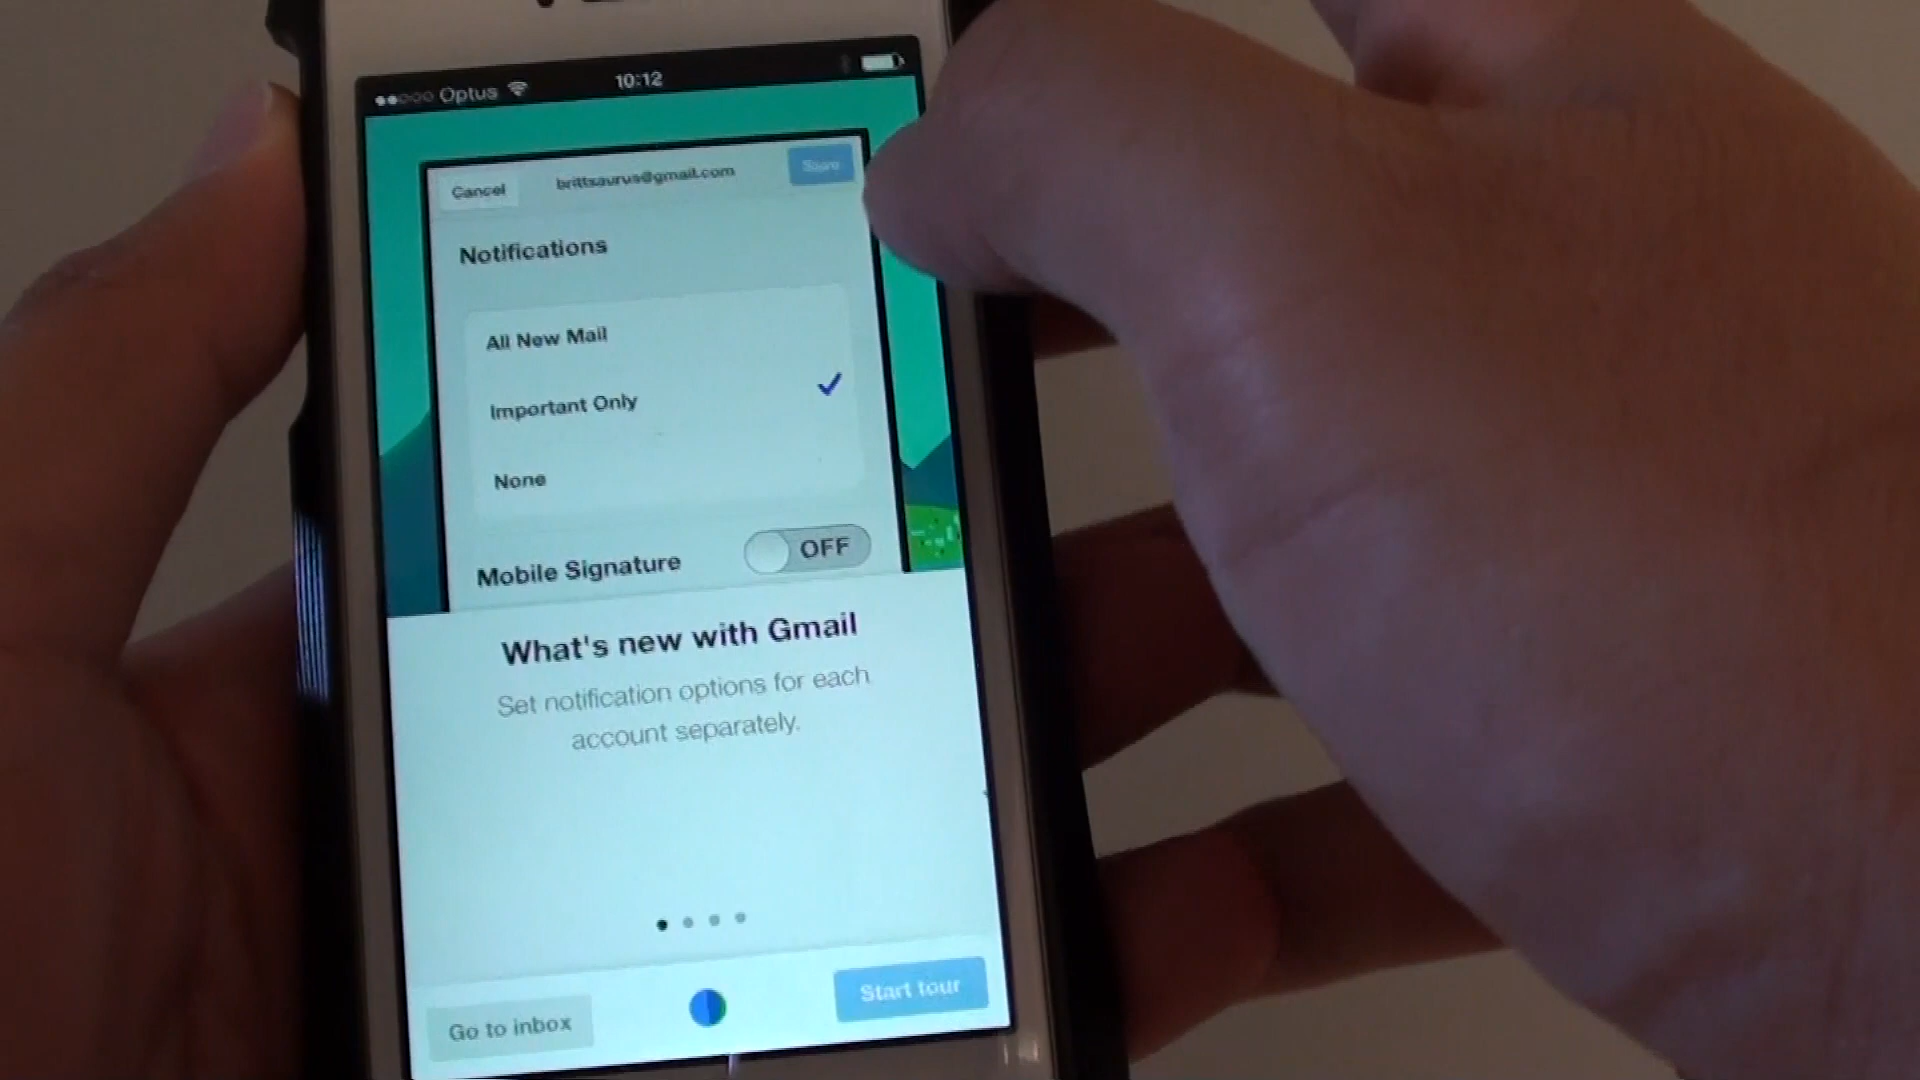 Optus 10:12
Cancel brittsaurus@gmail.com Save
Notifications
All New Mail
Important Only
None
Mobile Signature OFF
What's new with Gmail
Set notification options for each
account separately.
Go to inbox Start tour